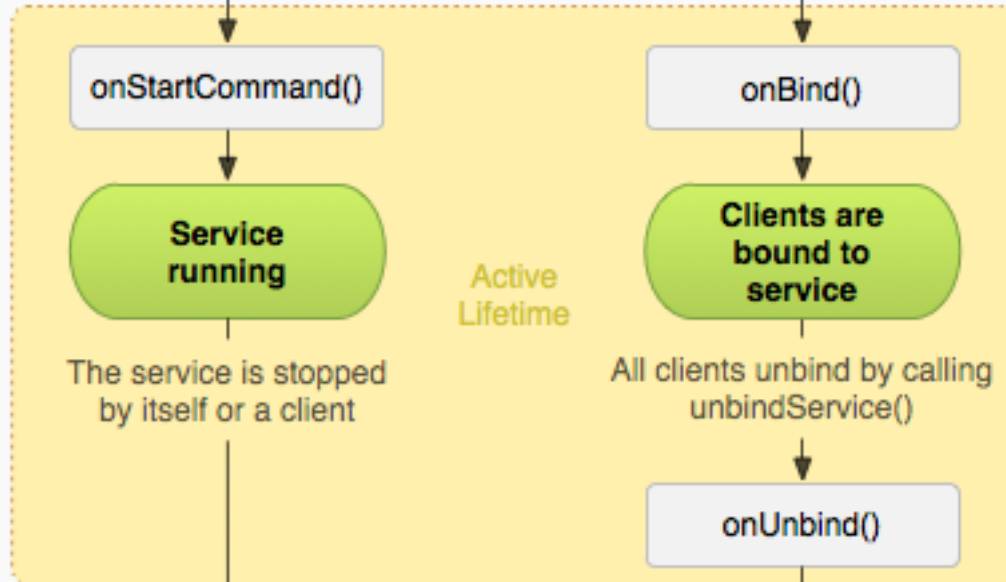 onStartCommand()
Service
running
The service is stopped
by itself or a client
Active
Lifetime
onBind()
Clients are
bound to
service
All clients unbind by calling
unbindService()
onUnbind()